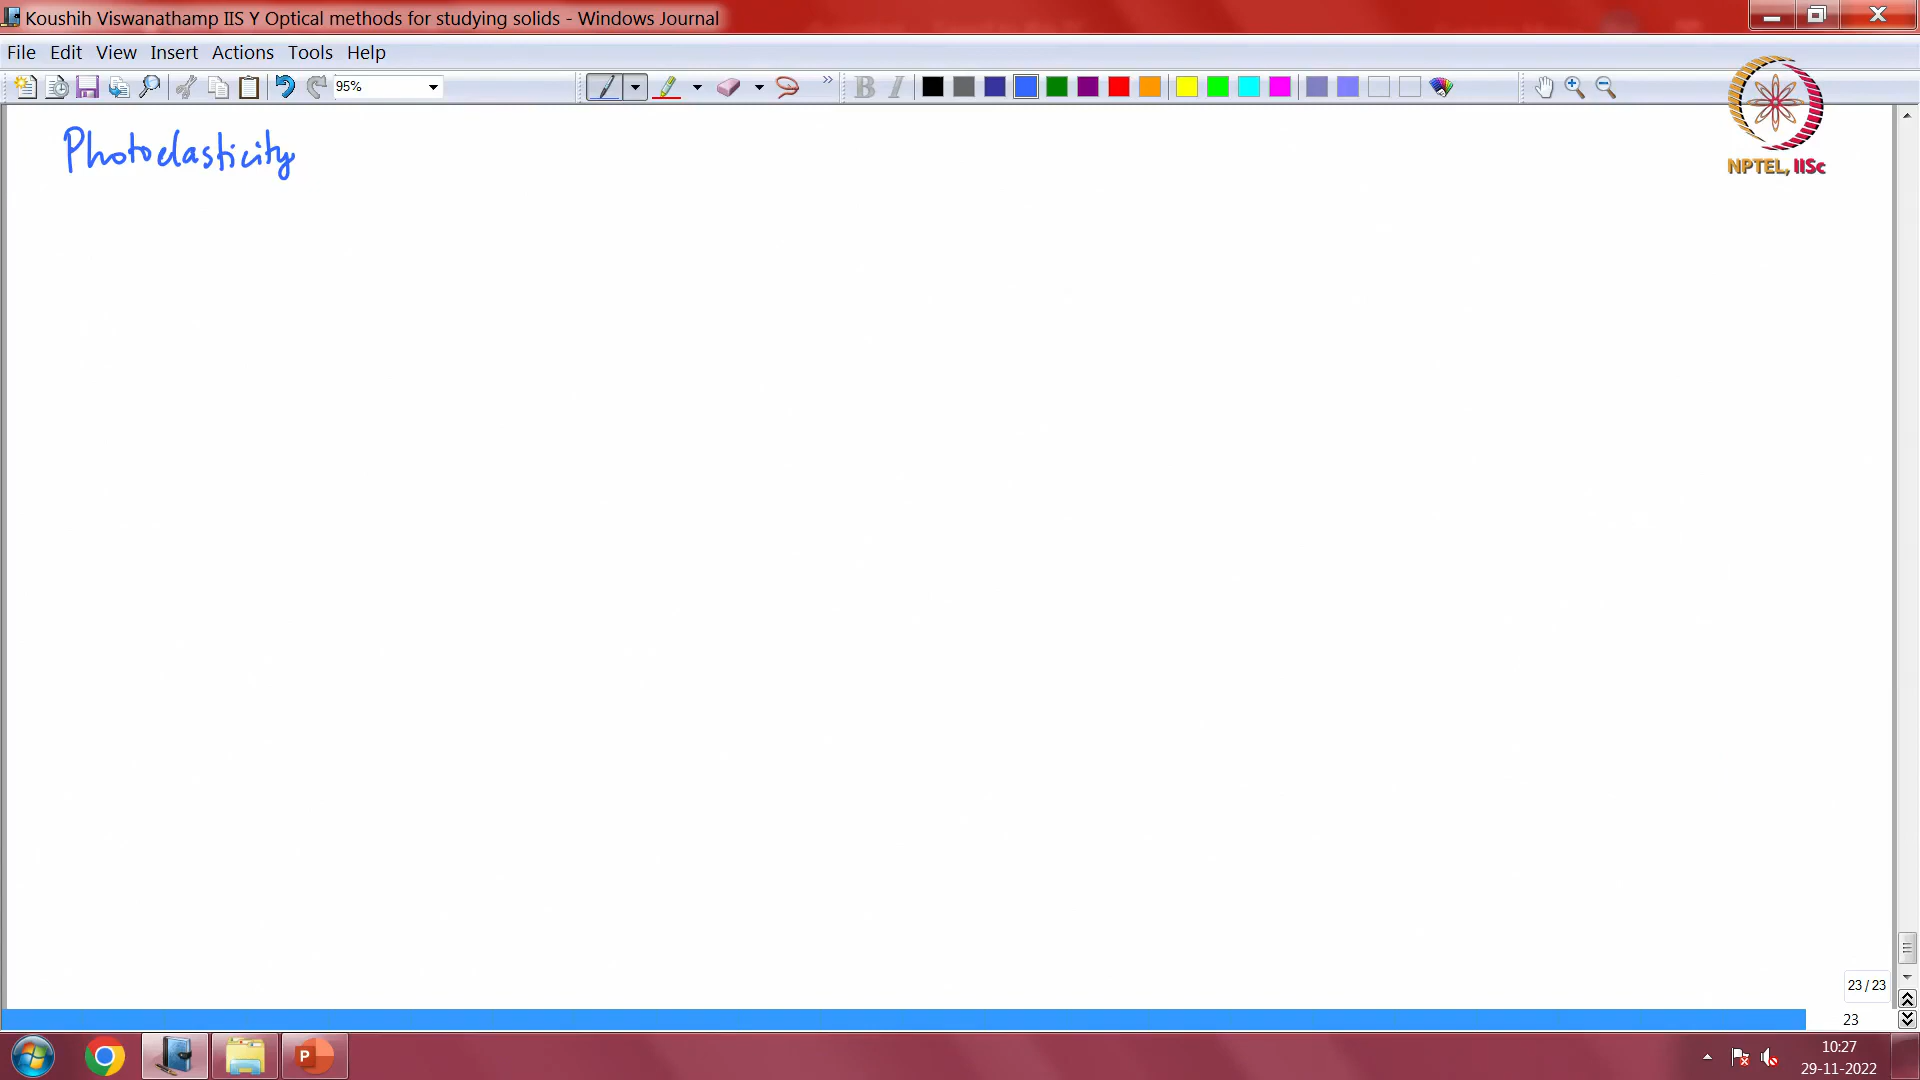 Koushih Viswanathamp IIS Y Optical methods for studying solids - Windows Journal
File Edit View Insert Actions Tools Help
95%
B I
NPTEL, IISc
Photoelasticity
23 / 23
23
P
10:27
29-11-2022